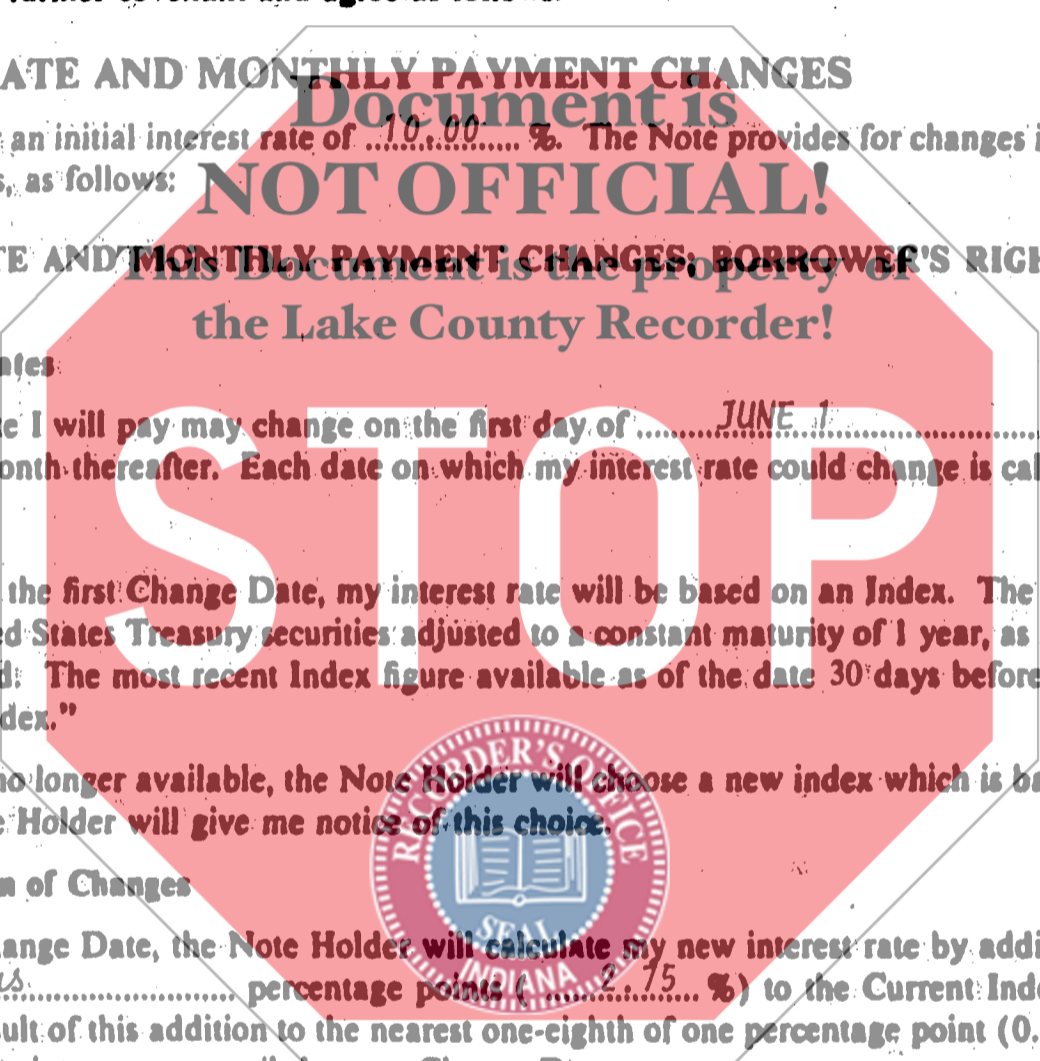 ATE AND MONTHLY PAYMENT CHANGES
Document is
an initial interest rate of 10.00 %. The Note provides for changes i
s, as follows:
NOT OFFICIAL!
TE AND MONTHLY PAYMENT CHANGES; BORROWER'S RIGH
This Document is the property of
the Lake County Recorder!
ates
e I will pay may change on the first day of JUNE 1
onth thereafter. Each date on which my interest rate could change is cal
STOP
the first Change Date, my interest rate will be based on an Index. The
ed States Treasury securities adjusted to a constant maturity of 1 year, as
d. The most recent Index figure available as of the date 30 days before
dex."
no longer available, the Note Holder will choose a new index which is ba
e Holder will give me notice of this choice.
RECORDER'S OFFICE
SEAL
INDIANA
n of Changes
ange Date, the Note Holder will calculate my new interest rate by addi
percentage points ( 2.75 %) to the Current Inde
sult of this addition to the nearest one-eighth of one percentage point (0.